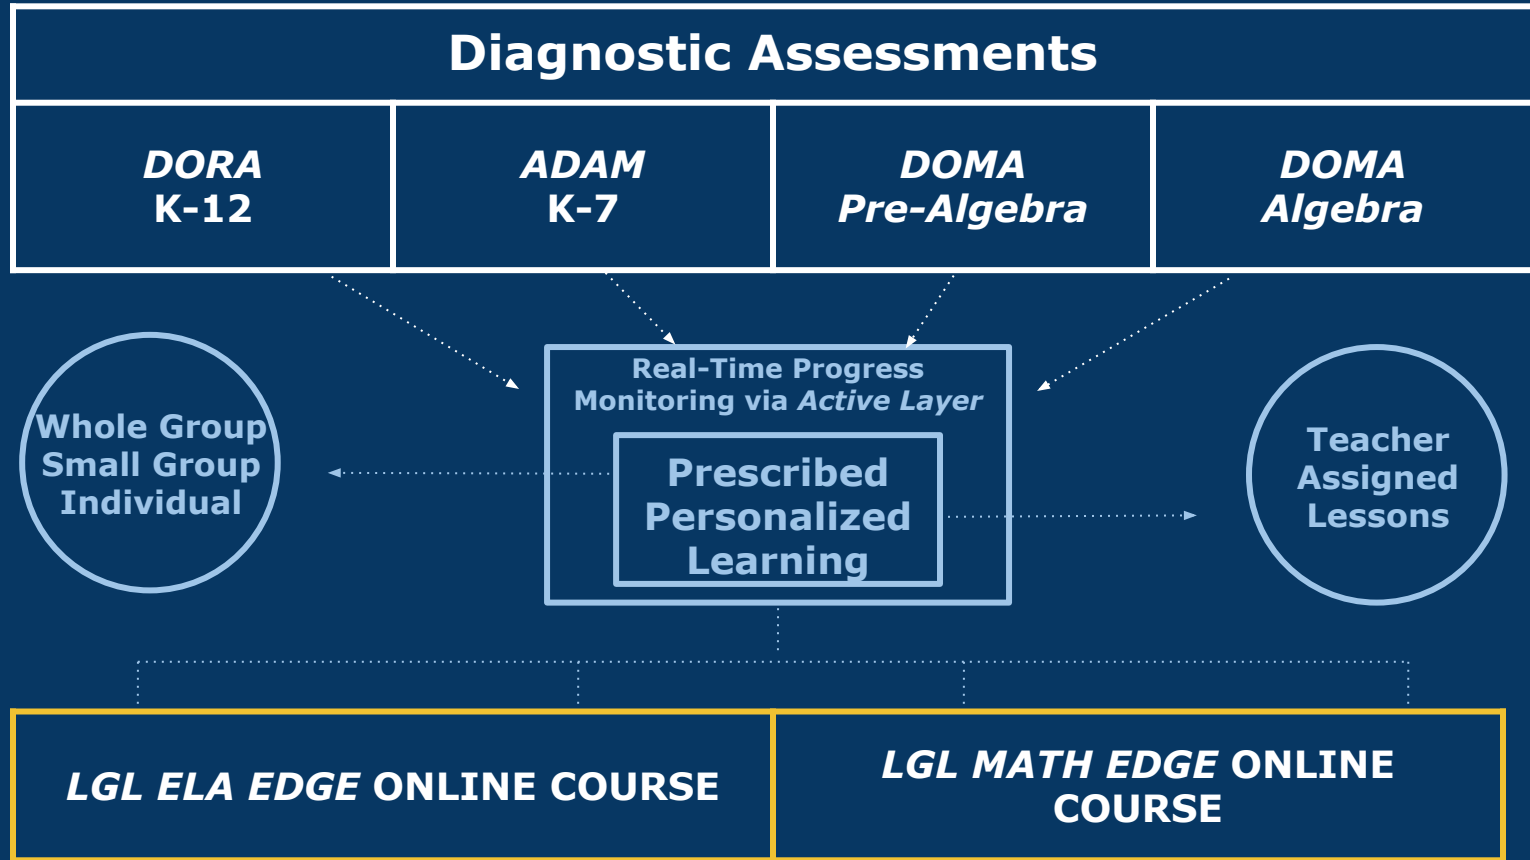 Diagnostic Assessments
DORA
K-12
ADAM
K-7
DOMA
Pre-Algebra
DOMA
Algebra
Real-Time Progress
Monitoring via Active Layer
Whole Group
Small Group
Individual
Prescribed
Personalized
Learning
Teacher
Assigned
Lessons
LGL ELA EDGE ONLINE COURSE
LGL MATH EDGE ONLINE
COURSE